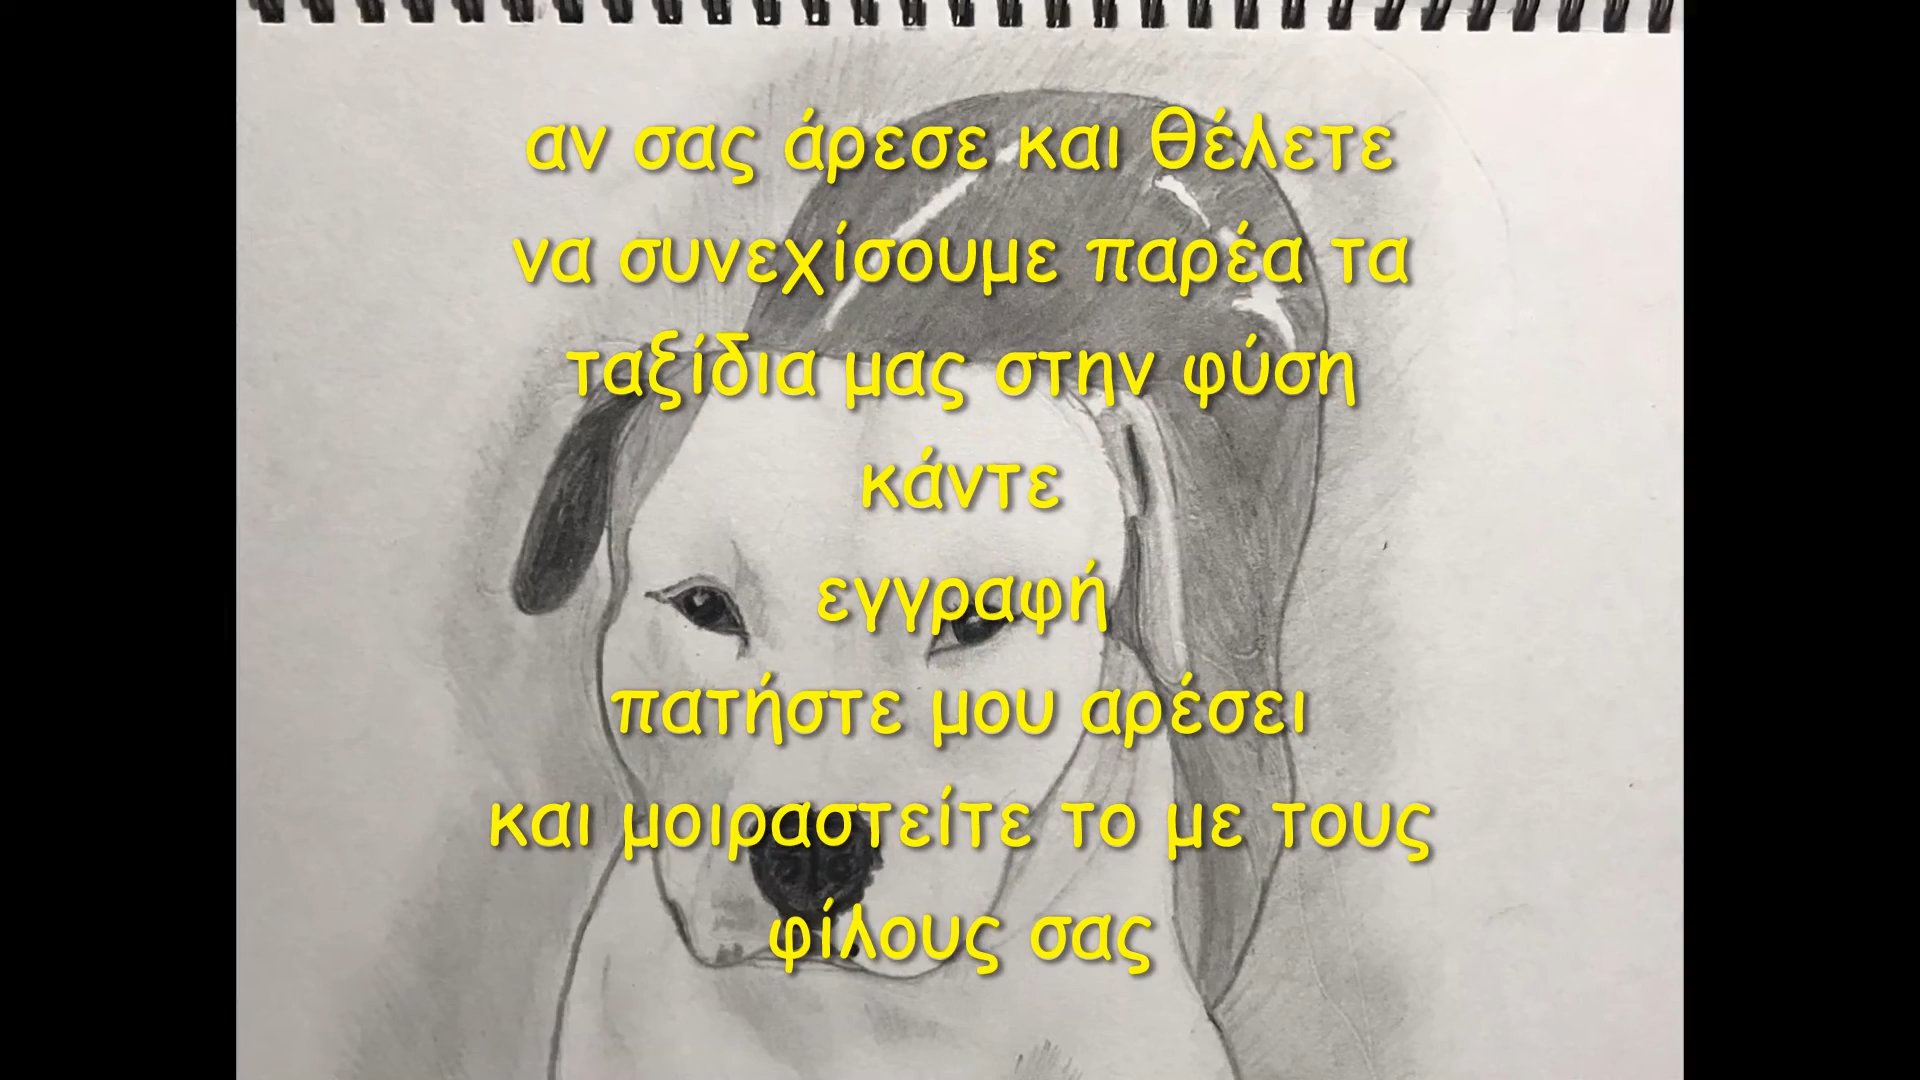 αν σας άρεσε και θέλετε
να συνεχίσουμε παρέα τα
ταξίδια μας στην φύση
κάντε
εγγραφή
πατήστε μου αρέσει
και μοιραστείτε το με τους
φίλους σας